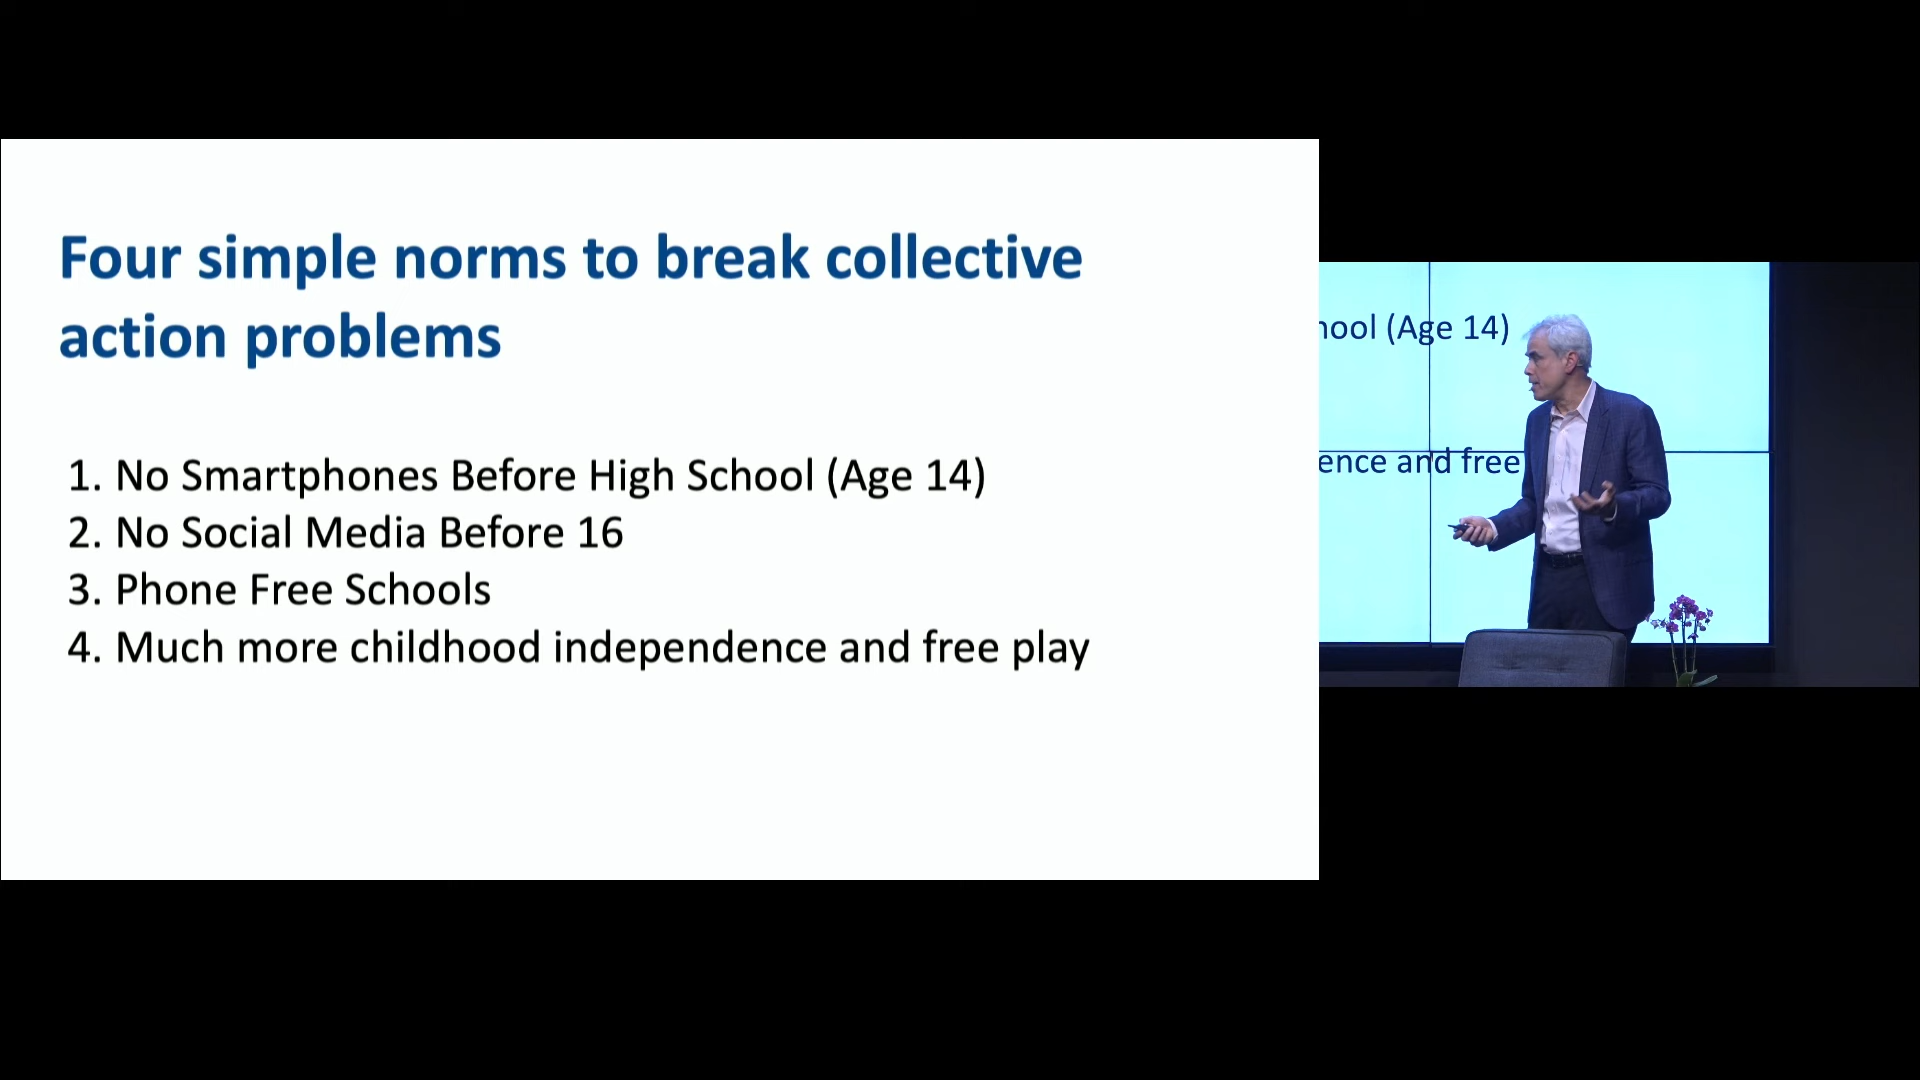 Four simple norms to break collective
action problems
1. No Smartphones Before High School (Age 14)
2. No Social Media Before 16
3. Phone Free Schools
4. Much more childhood independence and free play
hool (Age 14)
ence and free